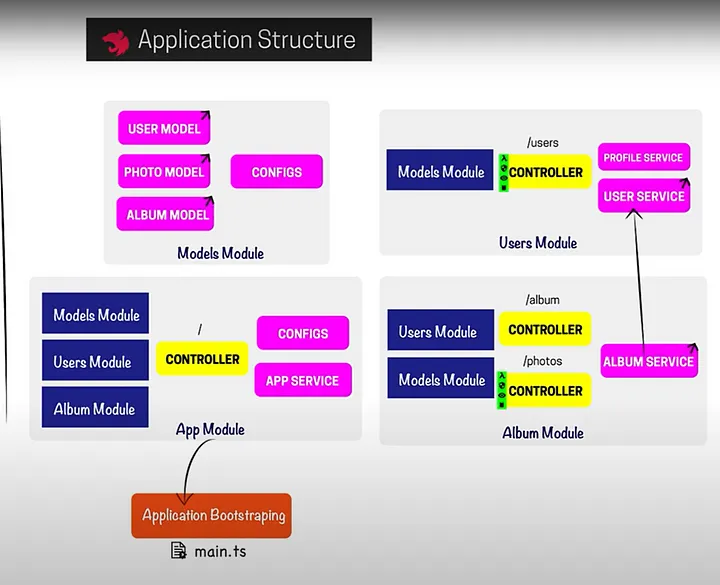 Application Structure
USER MODEL
PHOTO MODEL
ALBUM MODEL
CONFIGS
Models Module
/users
Models Module
CONTROLLER
PROFILE SERVICE
USER SERVICE
Users Module
Models Module
Users Module
Album Module
/
CONTROLLER
CONFIGS
APP SERVICE
App Module
/album
Users Module
CONTROLLER
/photos
Models Module
CONTROLLER
ALBUM SERVICE
Album Module
Application Bootstraping
main.ts